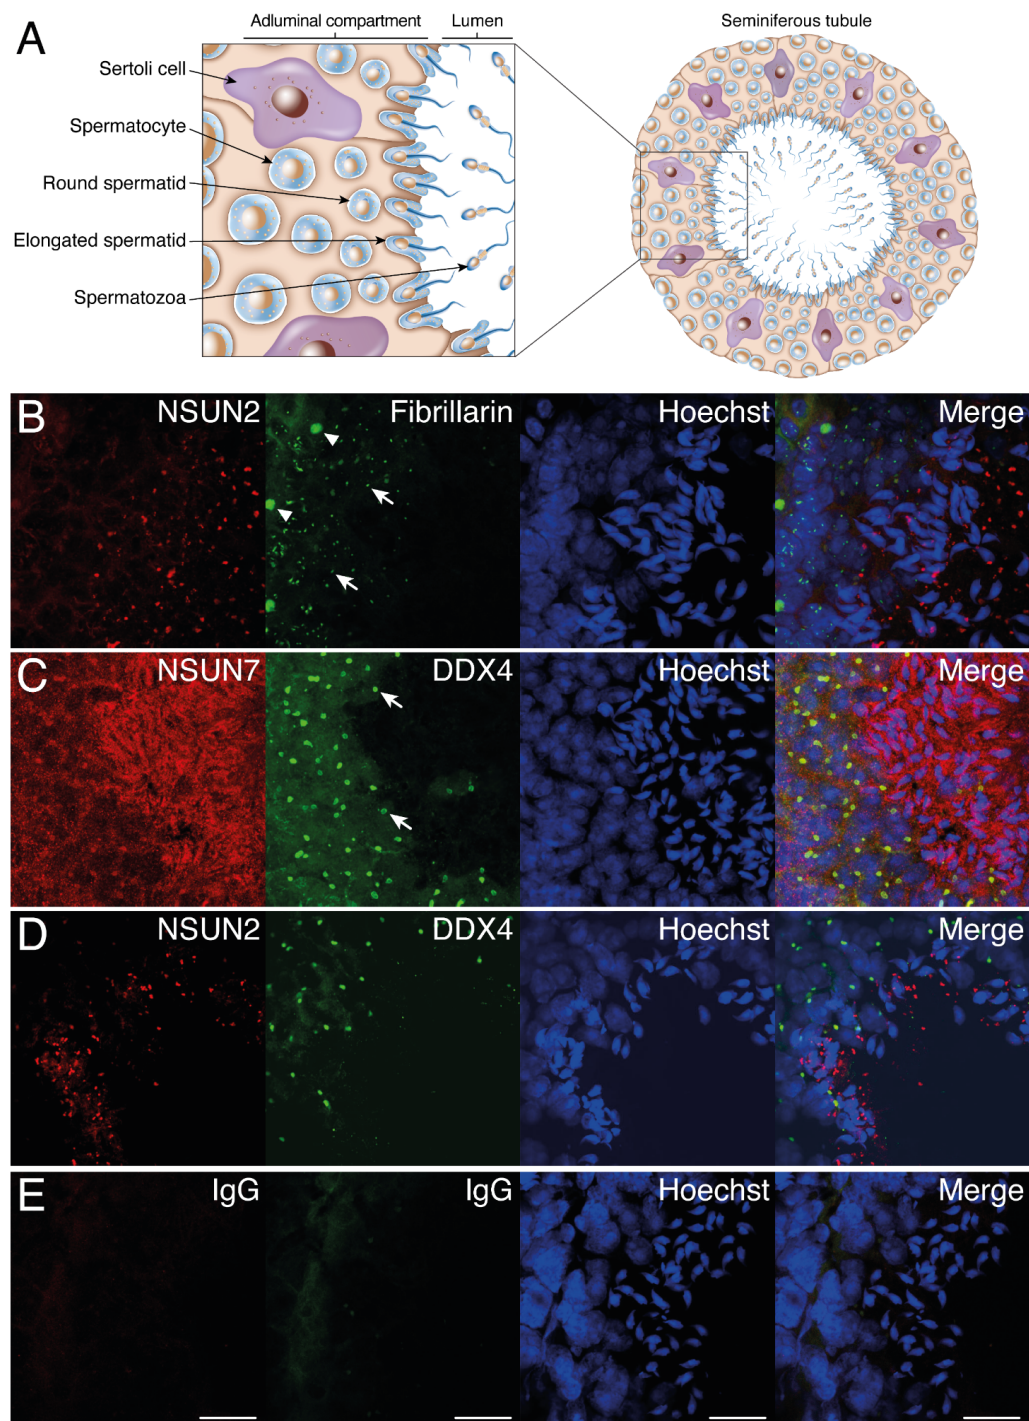 A
Adluminal compartment
Lumen
Seminiferous tubule
Sertoli cell
Spermatocyte
Round spermatid
Elongated spermatid
Spermatozoa
B
NSUN2
Fibrillarin
Hoechst
Merge
C
NSUN7
DDX4
Hoechst
Merge
D
NSUN2
DDX4
Hoechst
Merge
E
IgG
IgG
Hoechst
Merge